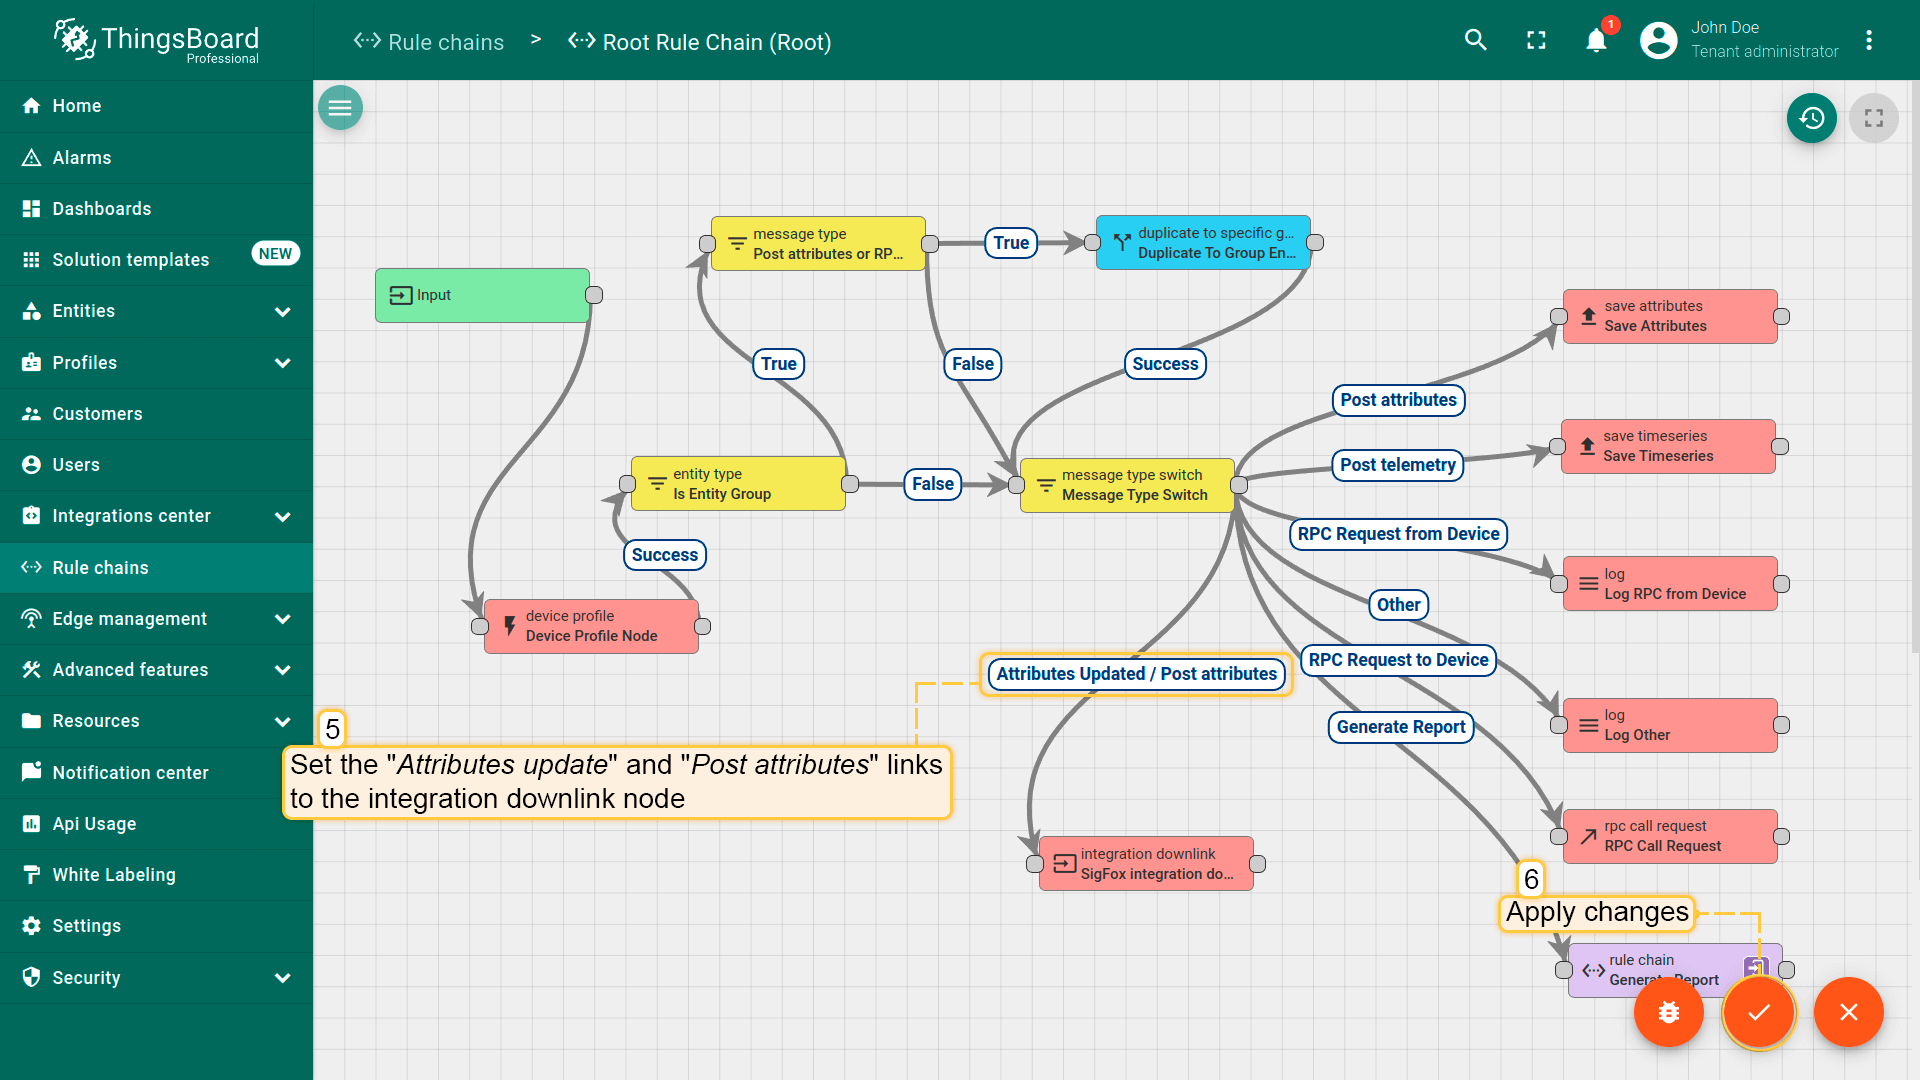 ThingsBoard
Professional
Rule chains > Root Rule Chain (Root)
1
John Doe
Tenant administrator
Home
Alarms
Dashboards
Solution templates NEW
Entities
Profiles
Customers
Users
Integrations center
Rule chains
Edge management
Advanced features
Resources
Notification center
Api Usage
White Labeling
Settings
Security
message type
Post attributes or RP...
True
duplicate to specific g...
Duplicate To Group En...
Input
save attributes
Save Attributes
True
False
Success
Post attributes
save timeseries
Save Timeseries
Post telemetry
entity type
Is Entity Group
False
message type switch
Message Type Switch
RPC Request from Device
Success
log
Log RPC from Device
Other
device profile
Device Profile Node
RPC Request to Device
Attributes Updated / Post attributes
log
Log Other
Generate Report
5
Set the "Attributes update" and "Post attributes" links
to the integration downlink node
rpc call request
RPC Call Request
integration downlink
SigFox integration do...
6
Apply changes
rule chain
Generate Report